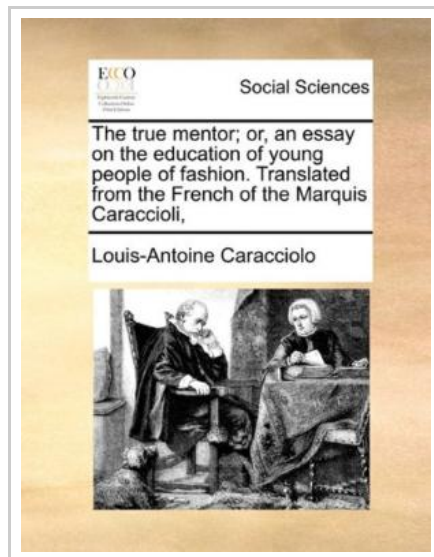 ECCO
Social Sciences
The true mentor; or, an essay
on the education of young
people of fashion. Translated
from the French of the Marquis
Caraccioli,
Louis-Antoine Caracciolo